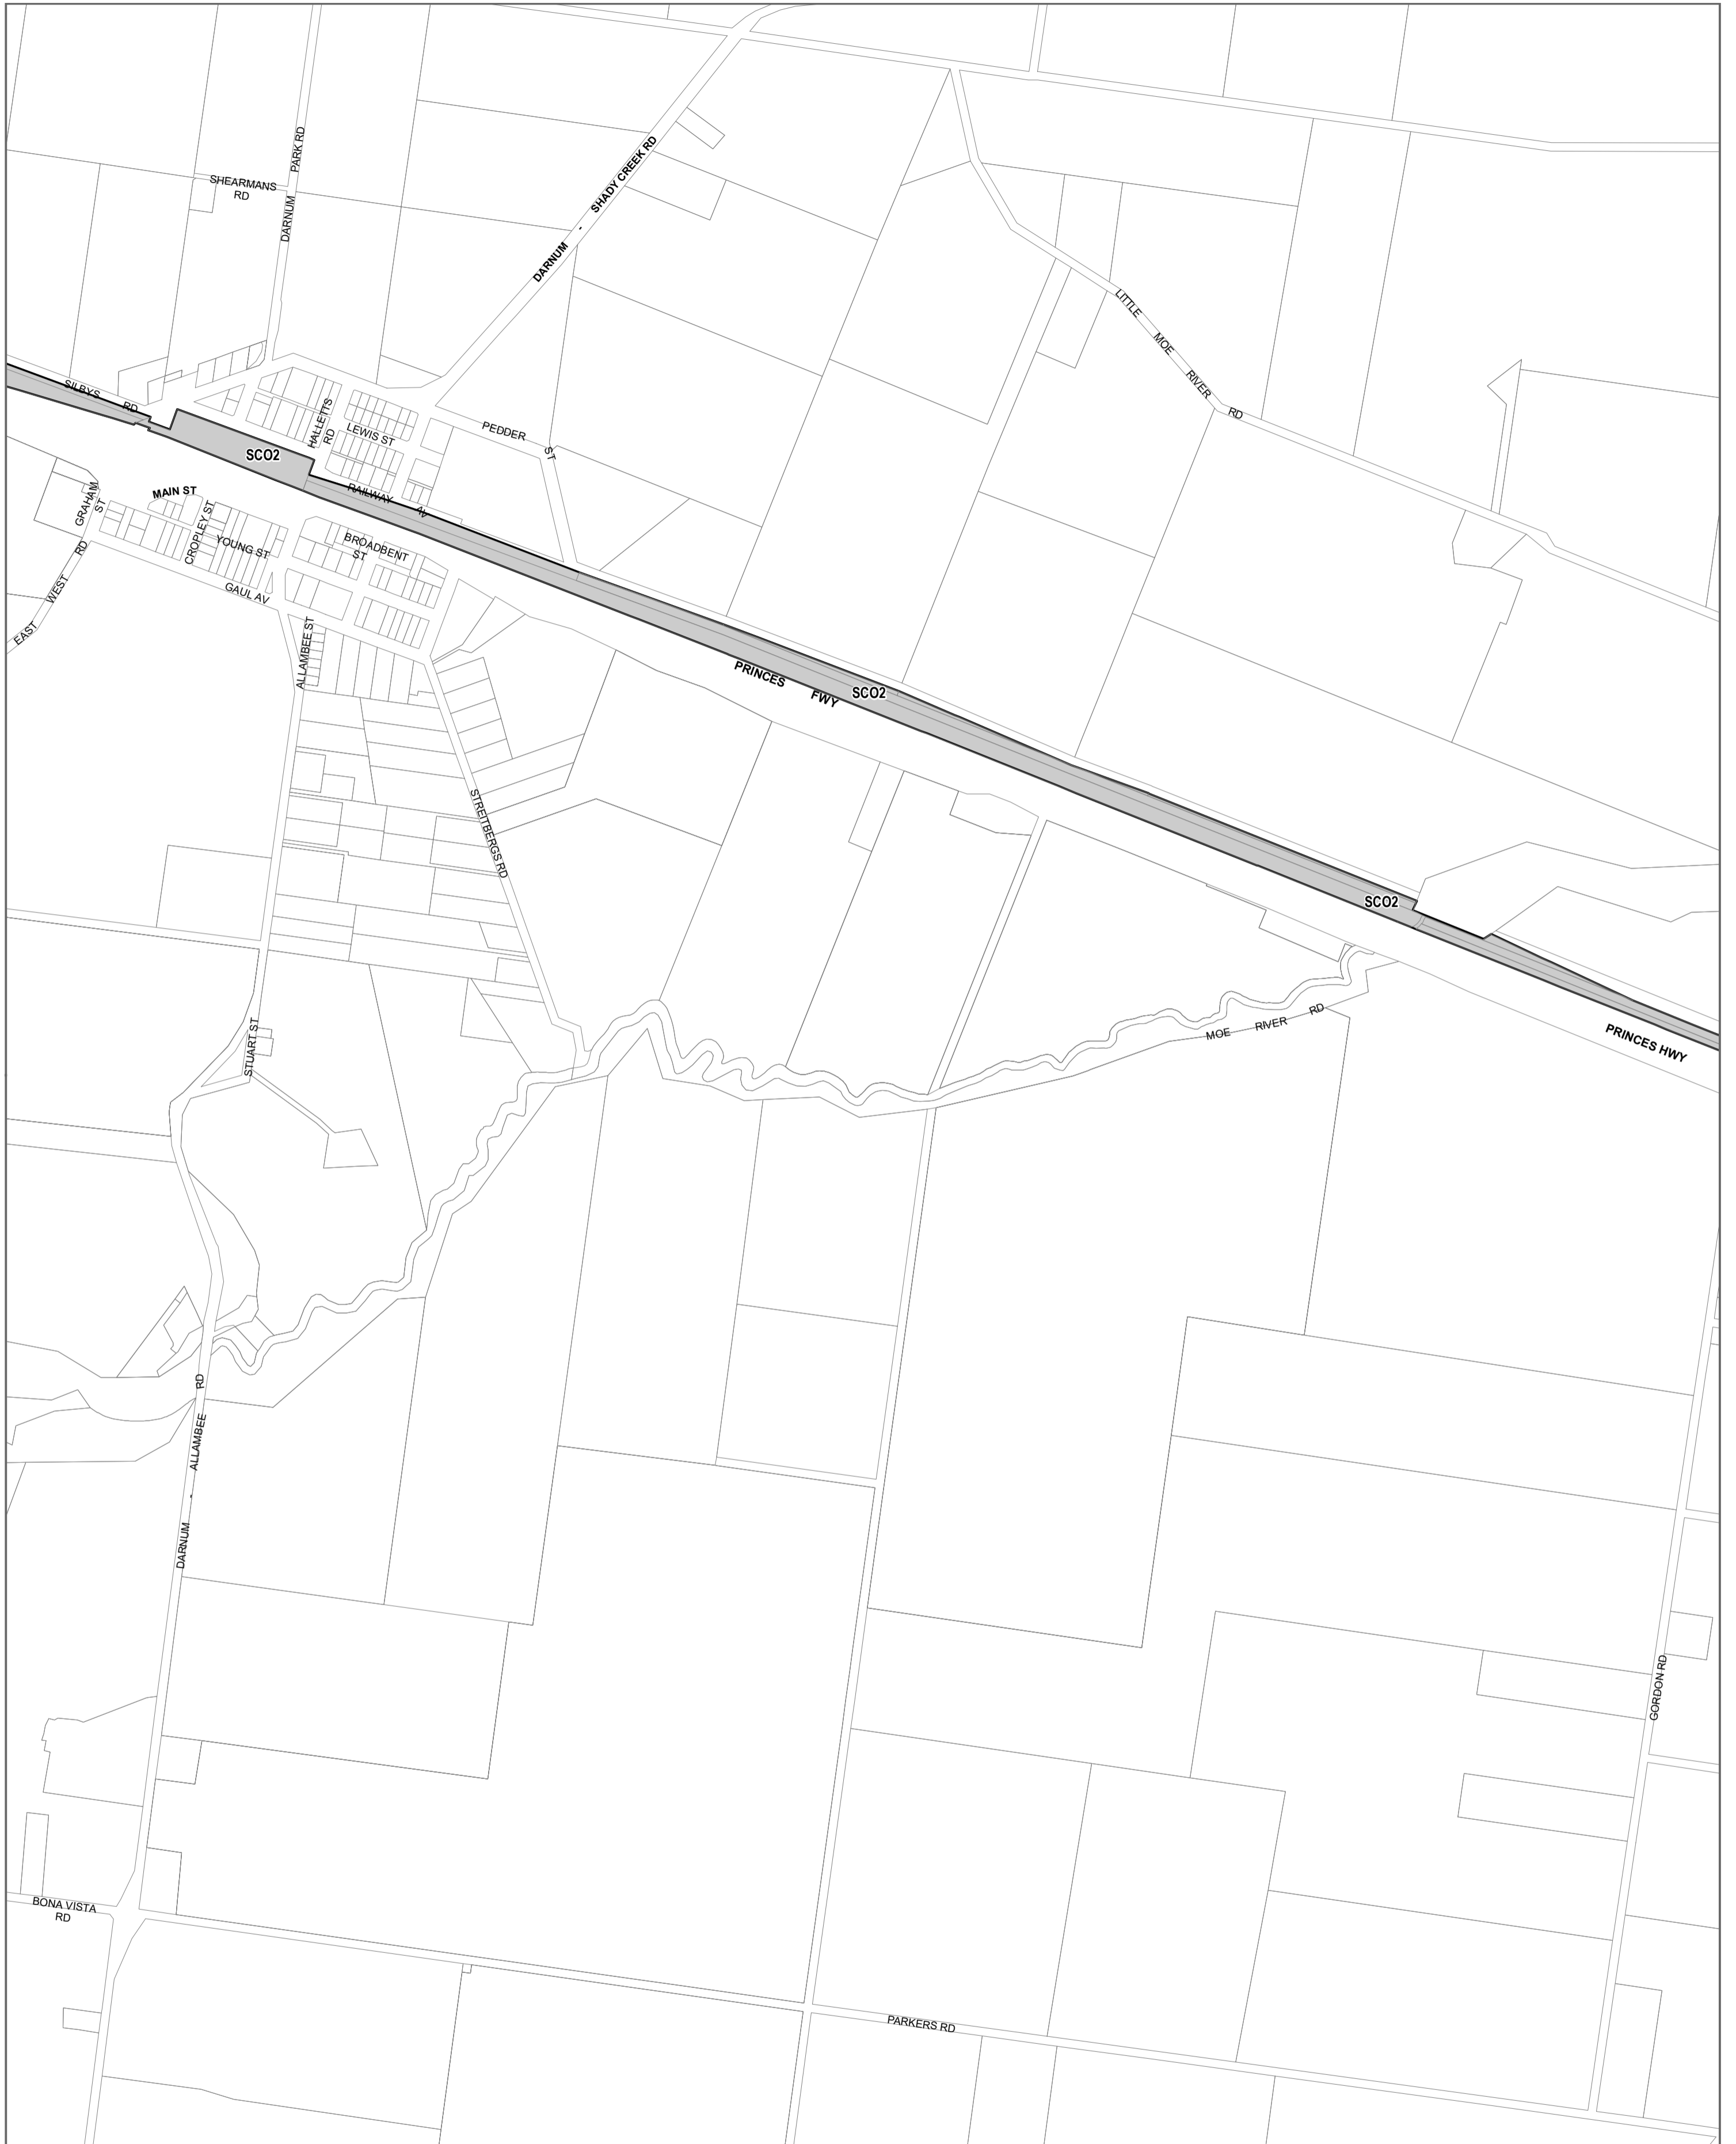 PARK RD
SHEARMANS
RD
DARNUM
DARNUM - SHADY CREEK RD
LITTLE MOE RIVER RD
SILBYS RD
HALLETTS
RD
LEWIS ST
PEDDER ST
SCO2
RAILWAY AV
MAIN ST
GRAHAM
ST
CROPLEY ST
YOUNG ST
BROADBENT
ST
GAUL AV
EAST WEST RD
ALLAMBEE ST
PRINCES FWY
SCO2
STREITBERGS RD
SCO2
MOE RIVER RD
PRINCES HWY
STUART ST
DARNUM - ALLAMBEE RD
GORDON RD
BONA VISTA
RD
PARKERS RD